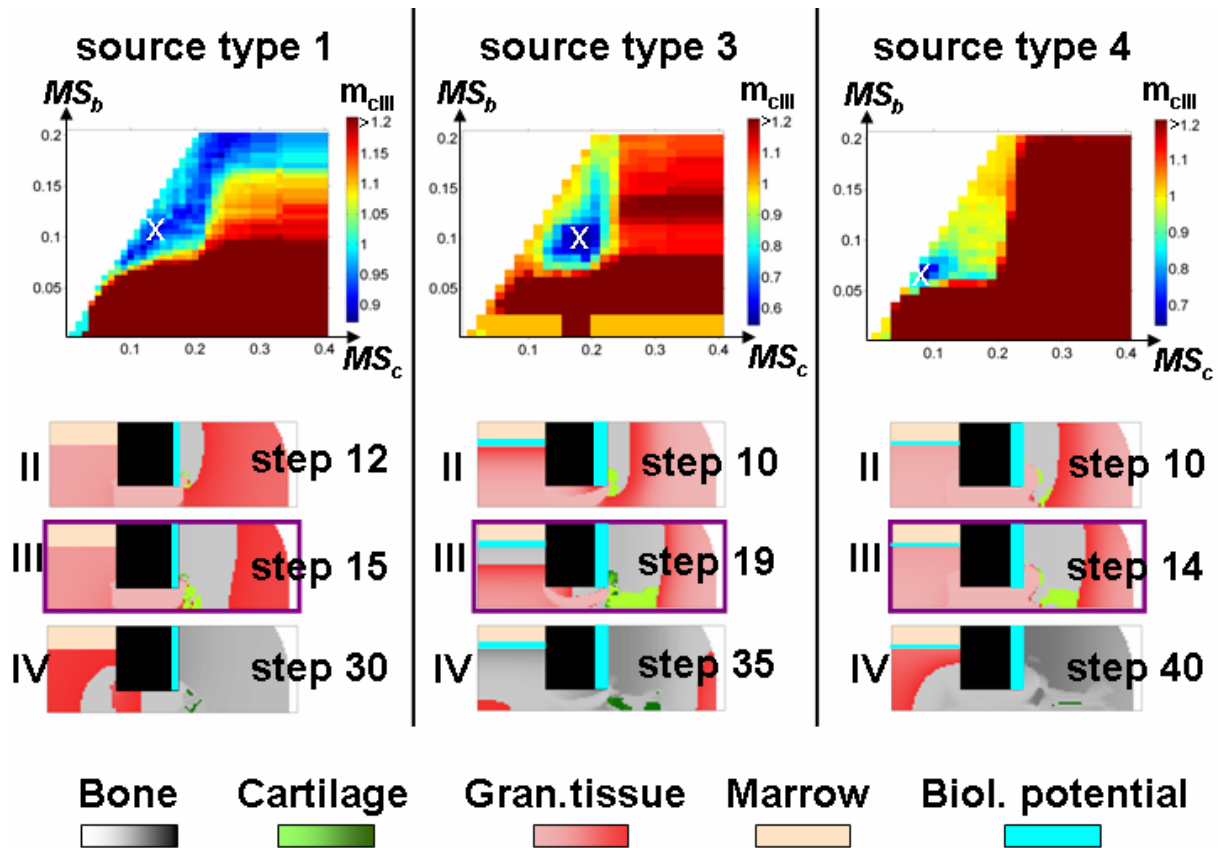 source type 1
MS_b
m_cIII
0.2
0.15
0.1
0.05
0.1 0.2 0.3 0.4
MS_c
>1.2
1.15
1.1
1.05
1
0.95
0.9
X
II
step 12
III
step 15
IV
step 30
source type 3
MS_b
m_cIII
0.2
0.15
0.1
0.05
0.1 0.2 0.3 0.4
MS_c
>1.2
1.1
1
0.9
0.8
0.7
0.6
X
II
step 10
III
step 19
IV
step 35
source type 4
MS_b
m_cIII
0.2
0.15
0.1
0.05
0.1 0.2 0.3 0.4
MS_c
>1.2
1.1
1
0.9
0.8
0.7
X
II
step 10
III
step 14
IV
step 40
Bone Cartilage Gran.tissue Marrow Biol. potential